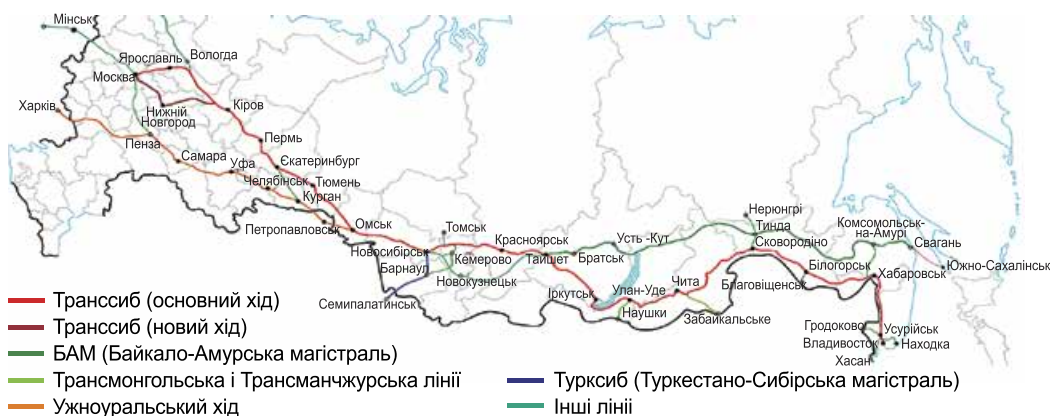 Мінськ
Ярославль
Вологда
Москва
Харків
Нижній
Новгород
Кіров
Пенза
Пермь
Самара
Уфа
Єкатеринбург
Челябінськ
Тюмень
Курган
Петропавловськ
Омськ
Томськ
Новосибірськ
Кемерово
Барнаул
Новокузнецьк
Семипалатинськ
Красноярськ
Тайшет
Братськ
Усть -Кут
Іркутськ
Улан-Уде
Наушки
Чита
Забайкальське
Нерюнгрі
Тинда
Сковородіно
Благовіщенськ
Білогорськ
Комсомольськ-
на-Амурі
Свагань
Хабаровськ
Южно-Сахалінськ
Гродоково
Уссурійськ
Владивосток
Находка
Хасан
Транссиб (основний хід)
Транссиб (новий хід)
БАМ (Байкало-Амурська магістраль)
Трансмонгольська і Трансманчжурська лінії
Ужноуральський хід
Турксиб (Туркестано-Сибірська магістраль)
Інші лінії